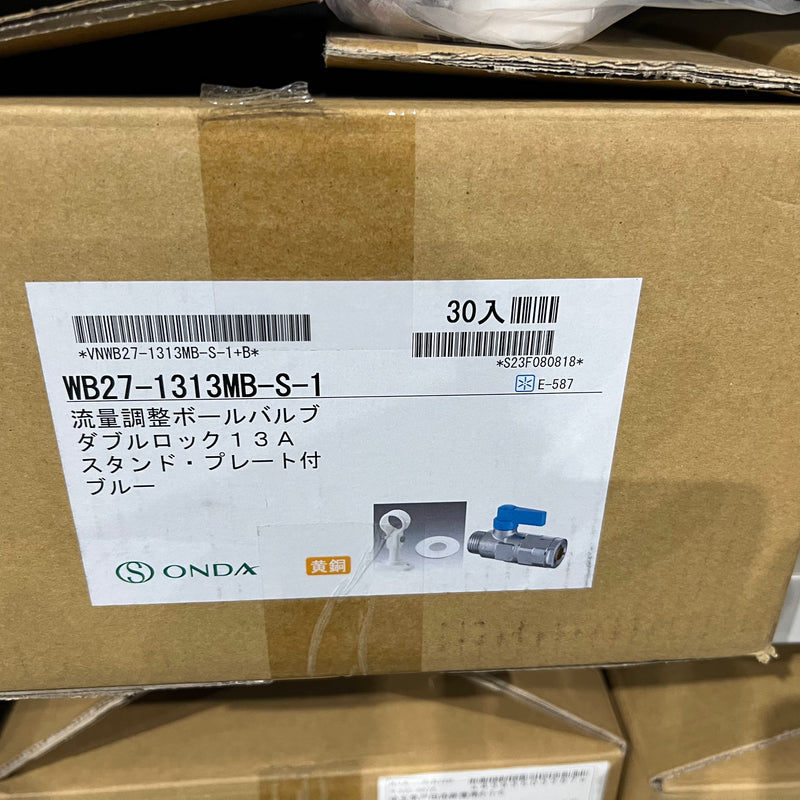 30入
*VNWB27-1313MB-S-1+B*
*S23F080818*
WB27-1313MB-S-1
E-587
流量調整ボールバルブ
ダブルロック13A
スタンド・プレート付
ブルー
S ONDA
黄銅